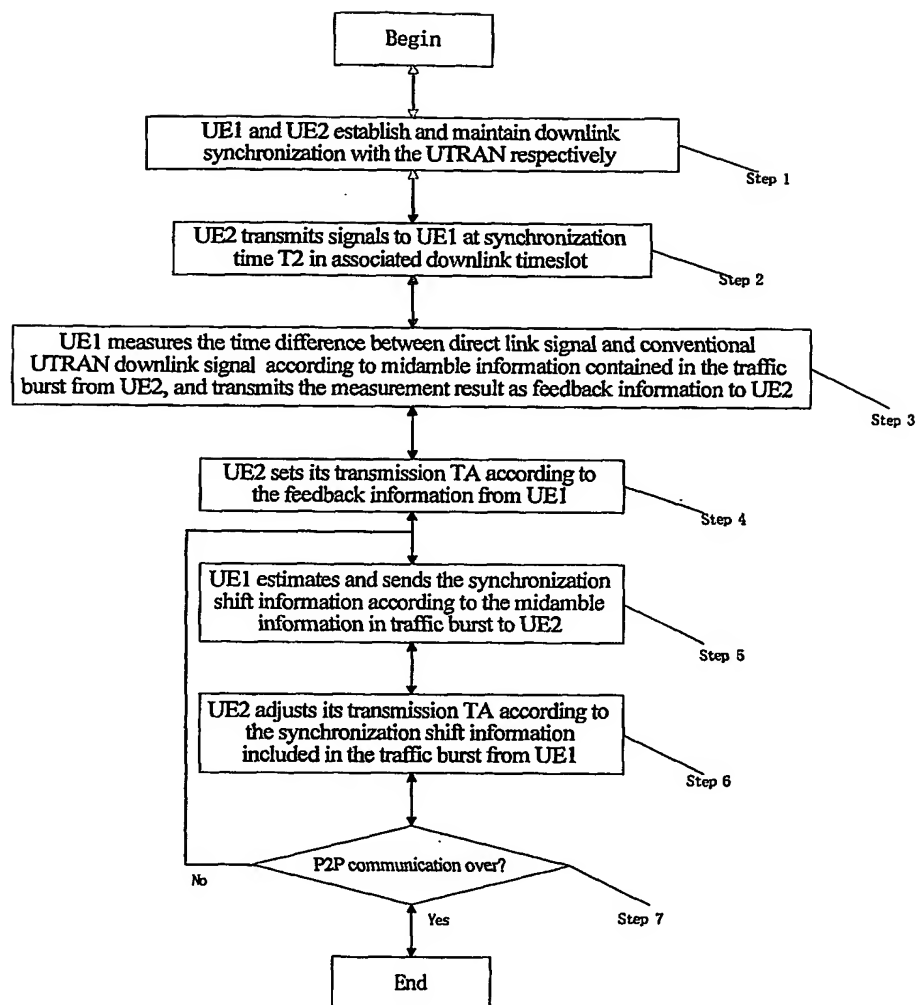 Begin
UE1 and UE2 establish and maintain downlink
synchronization with the UTRAN respectively
Step 1
UE2 transmits signals to UE1 at synchronization
time T2 in associated downlink timeslot
Step 2
UE1 measures the time difference between direct link signal and conventional
UTRAN downlink signal according to midamble information contained in the traffic
burst from UE2, and transmits the measurement result as feedback information to UE2
Step 3
UE2 sets its transmission TA according to
the feedback information from UE1
Step 4
UE1 estimates and sends the synchronization
shift information according to the midamble
information in traffic burst to UE2
Step 5
UE2 adjusts its transmission TA according to
the synchronization shift information
included in the traffic burst from UE1
Step 6
P2P communication over?
No
Yes
Step 7
End